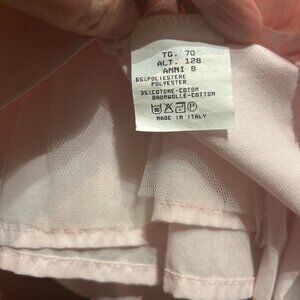 TG. 70
ALT. 128
ANNI 8
65%POLIESTERE
POLYESTER
35%COTONE-COTON
BAUMWOLLE-COTTON
MADE IN ITALY